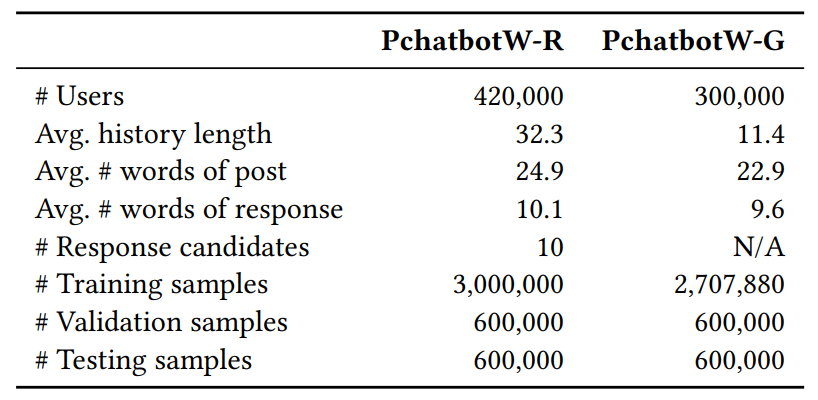 PchatbotW-R PchatbotW-G
# Users 420,000 300,000
Avg. history length 32.3 11.4
Avg. # words of post 24.9 22.9
Avg. # words of response 10.1 9.6
# Response candidates 10 N/A
# Training samples 3,000,000 2,707,880
# Validation samples 600,000 600,000
# Testing samples 600,000 600,000